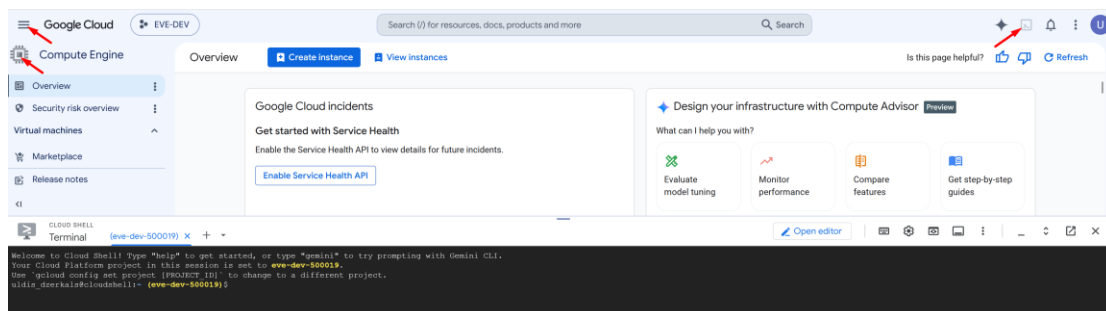 Google Cloud
EVE-DEV
Search (/) for resources, docs, products and more
Search
U
Compute Engine
Overview
Create instance
View instances
Is this page helpful?
Refresh
Overview
Security risk overview
Virtual machines
Marketplace
Release notes
Google Cloud incidents
Get started with Service Health
Enable the Service Health API to view details for future incidents.
Enable Service Health API
Design your infrastructure with Compute Advisor Preview
What can I help you with?
Evaluate
model tuning
Monitor
performance
Compare
features
Get step-by-step
guides
CLOUD SHELL
Terminal
(eve-dev-500019)
Open editor
Welcome to Cloud Shell! Type "help" to get started, or type "gemini" to try prompting with Gemini CLI.
Your Cloud Platform project in this session is set to eve-dev-500019.
Use `gcloud config set project [PROJECT_ID]` to change to a different project.
uldis_dzerkals@cloudshell:~ (eve-dev-500019)$